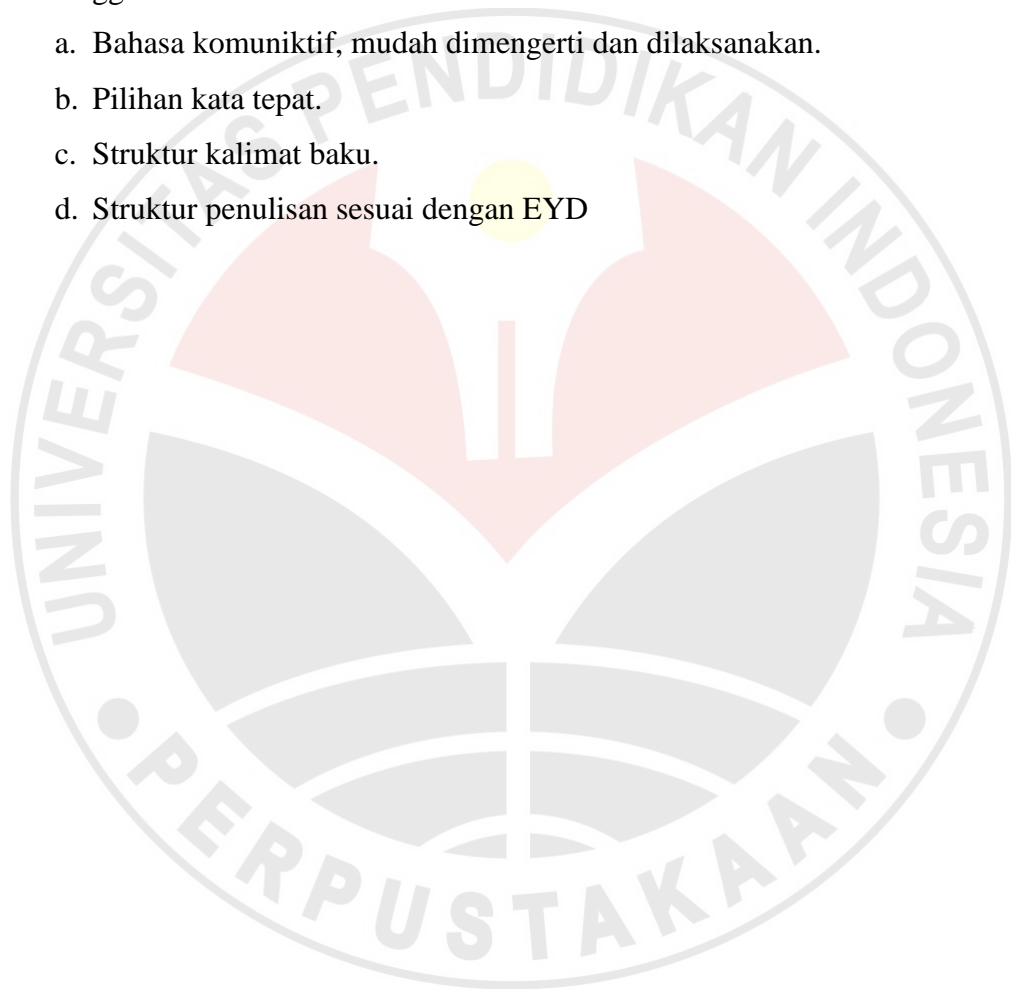 a. Bahasa komuniktif, mudah dimengerti dan dilaksanakan.
b. Pilihan kata tepat.
c. Struktur kalimat baku.
d. Struktur penulisan sesuai dengan EYD
UNIVERSITAS PENDIDIKAN INDONESIA
PERPUSTAKAAN